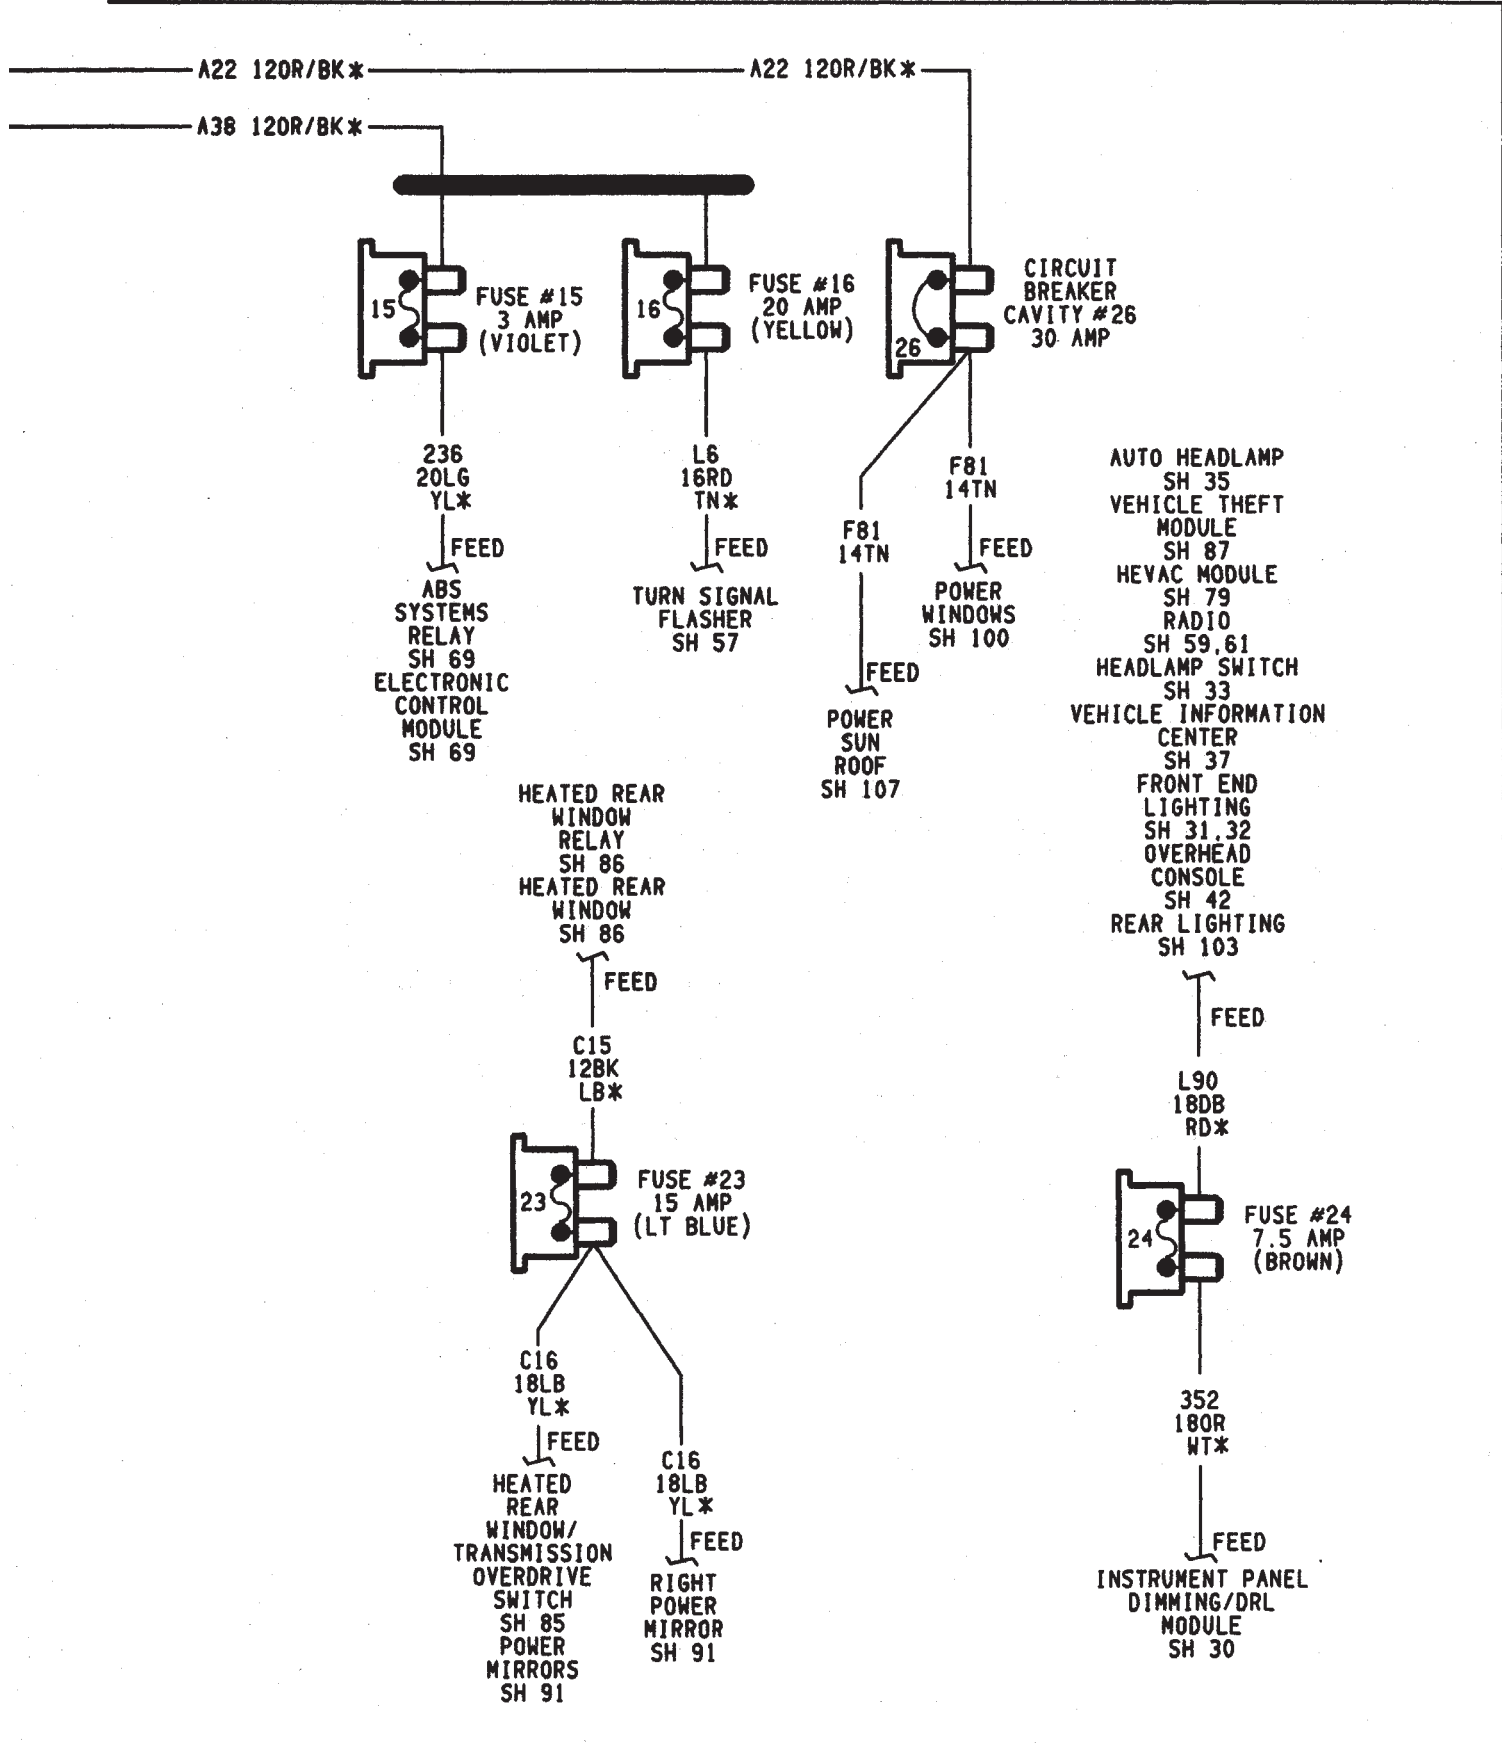 A22 12OR/BK* A22 12OR/BK*
A38 12OR/BK*
15
FUSE #15
3 AMP
(VIOLET)
16
FUSE #16
20 AMP
(YELLOW)
26
CIRCUIT
BREAKER
CAVITY #26
30 AMP
236
20LG
YL*
FEED
ABS
SYSTEMS
RELAY
SH 69
ELECTRONIC
CONTROL
MODULE
SH 69
L6
16RD
TN*
FEED
TURN SIGNAL
FLASHER
SH 57
F81
14TN
FEED
POWER
SUN
ROOF
SH 107
F81
14TN
FEED
POWER
WINDOWS
SH 100
AUTO HEADLAMP
SH 35
VEHICLE THEFT
MODULE
SH 87
HEVAC MODULE
SH 79
RADIO
SH 59,61
HEADLAMP SWITCH
SH 33
VEHICLE INFORMATION
CENTER
SH 37
FRONT END
LIGHTING
SH 31,32
OVERHEAD
CONSOLE
SH 42
REAR LIGHTING
SH 103
FEED
L90
18DB
RD*
24
FUSE #24
7.5 AMP
(BROWN)
352
18OR
WT*
FEED
INSTRUMENT PANEL
DIMMING/DRL
MODULE
SH 30
HEATED REAR
WINDOW
RELAY
SH 86
HEATED REAR
WINDOW
SH 86
FEED
C15
12BK
LB*
23
FUSE #23
15 AMP
(LT BLUE)
C16
18LB
YL*
FEED
HEATED
REAR
WINDOW/
TRANSMISSION
OVERDRIVE
SWITCH
SH 85
POWER
MIRRORS
SH 91
C16
18LB
YL*
FEED
RIGHT
POWER
MIRROR
SH 91